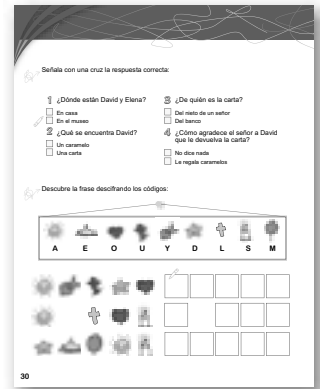 Señala con una cruz la respuesta correcta:
1 ¿Dónde están David y Elena?
En casa
En el museo
2 ¿Qué se encuentra David?
Un caramelo
Una carta
3 ¿De quién es la carta?
Del nieto de un señor
Del banco
4 ¿Cómo agradece el señor a David
que le devuelva la carta?
No dice nada
Le regala caramelos
Descubre la frase descifrando los códigos:
A E O U Y D L S M
30